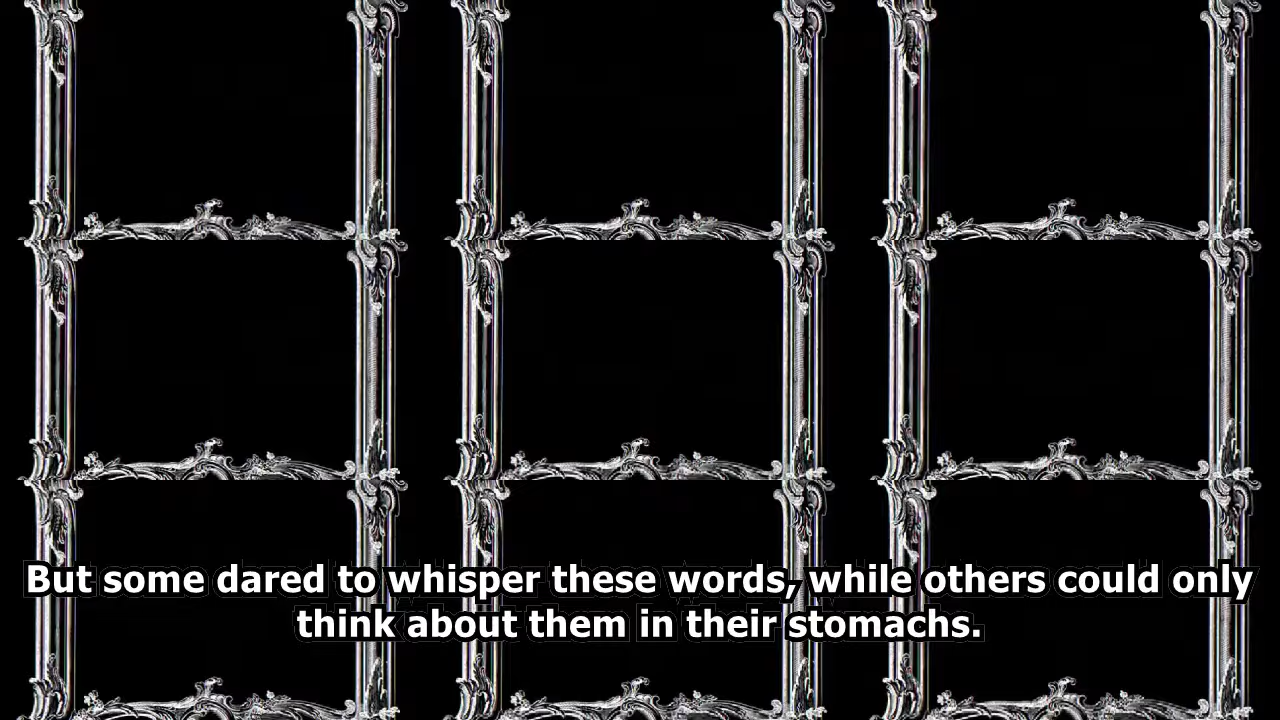 But some dared to whisper these words, while others could only
think about them in their stomachs.